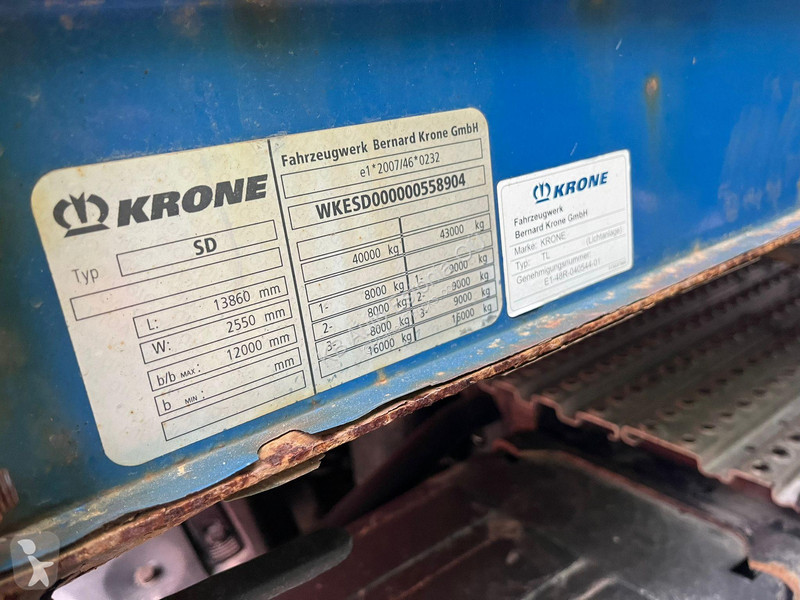 KRONE
Typ SD
L: 13860 mm
W: 2550 mm
b/b MAX: 12000 mm
b MIN: mm
Fahrzeugwerk Bernard Krone GmbH
e1*2007/46*0232
WKESD000000558904
40000 kg 43000 kg
1- 8000 kg 1- 9000 kg
2- 8000 kg 2- 9000 kg
3- 8000 kg 3- 9000 kg
16000 kg 16000 kg
KRONE
Fahrzeugwerk
Bernard Krone GmbH
Marke: KRONE
Typ: TL (Lichtanlage)
Genehmigungsnummer:
E1-48R-040544-01